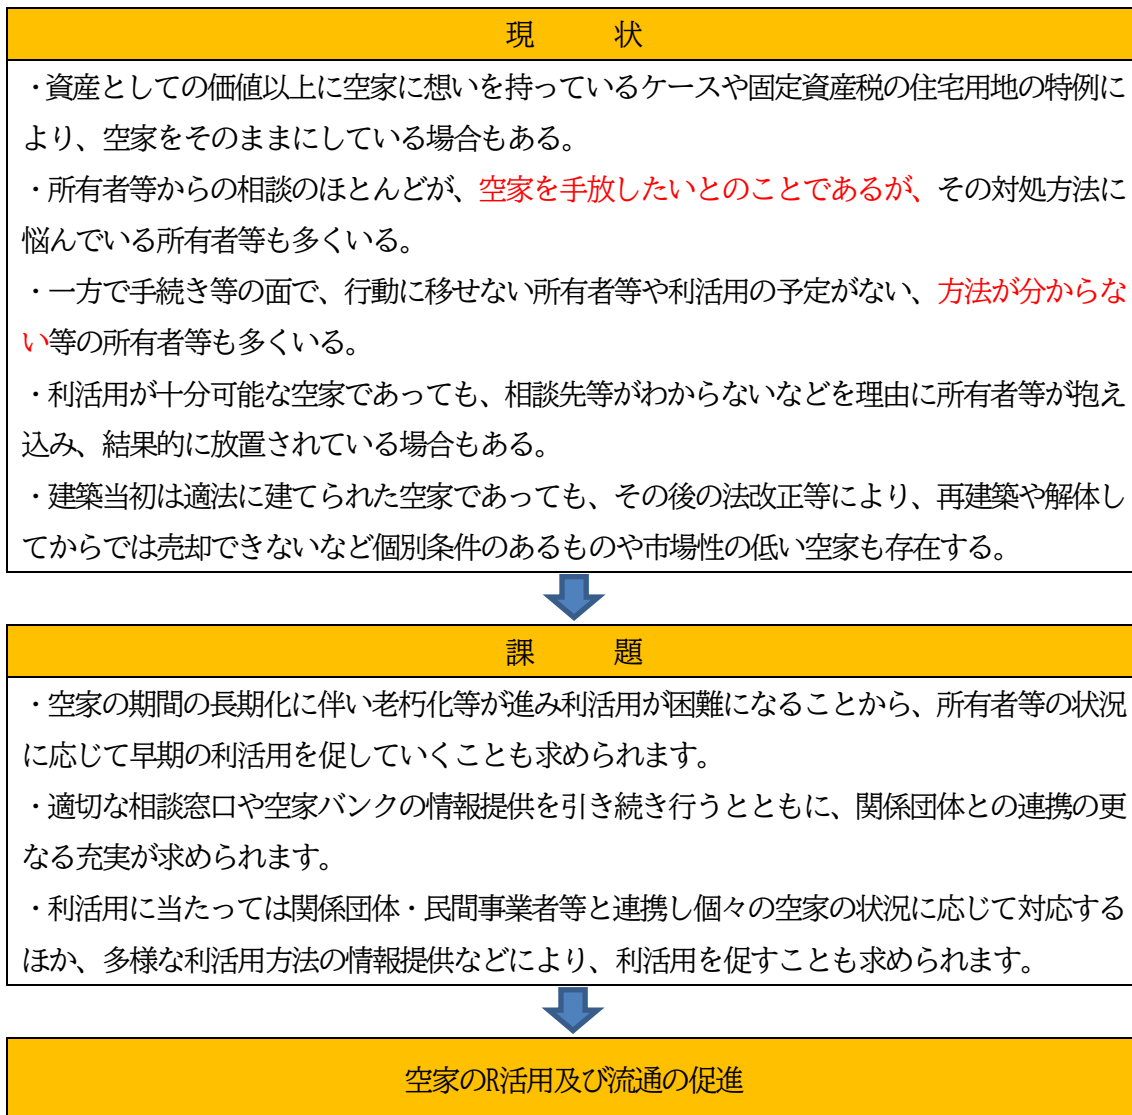 現　状
・資産としての価値以上に空家に想いを持っているケースや固定資産税の住宅用地の特例に
より、空家をそのままにしている場合もある。
・所有者等からの相談のほとんどが、空家を手放したいとのことであるが、その対処方法に
悩んでいる所有者等も多くいる。
・一方で手続き等の面で、行動に移せない所有者等や利活用の予定がない、方法が分からな
い等の所有者等も多くいる。
・利活用が十分可能な空家であっても、相談先等がわからないなどを理由に所有者等が抱え
込み、結果的に放置されている場合もある。
・建築当初は適法に建てられた空家であっても、その後の法改正等により、再建築や解体し
てからでは売却できないなど個別条件のあるものや市場性の低い空家も存在する。
課　題
・空家の期間の長期化に伴い老朽化等が進み利活用が困難になることから、所有者等の状況
に応じて早期の利活用を促していくことも求められます。
・適切な相談窓口や空家バンクの情報提供を引き続き行うとともに、関係団体との連携の更
なる充実が求められます。
・利活用に当たっては関係団体・民間事業者等と連携し個々の空家の状況に応じて対応する
ほか、多様な利活用方法の情報提供などにより、利活用を促すことも求められます。
空家のR活用及び流通の促進